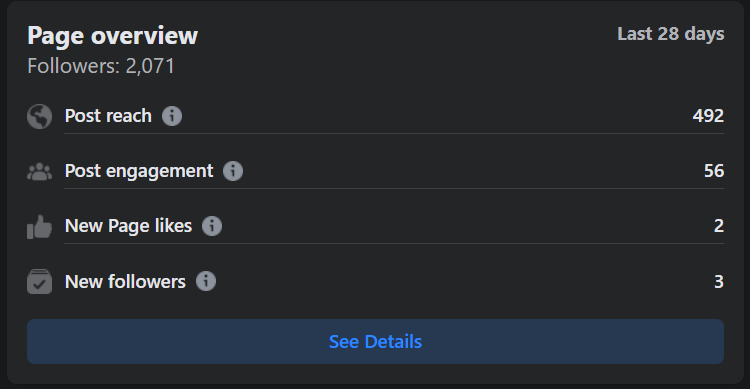 Page overview
Last 28 days
Followers: 2,071
Post reach 492
Post engagement 56
New Page likes 2
New followers 3
See Details